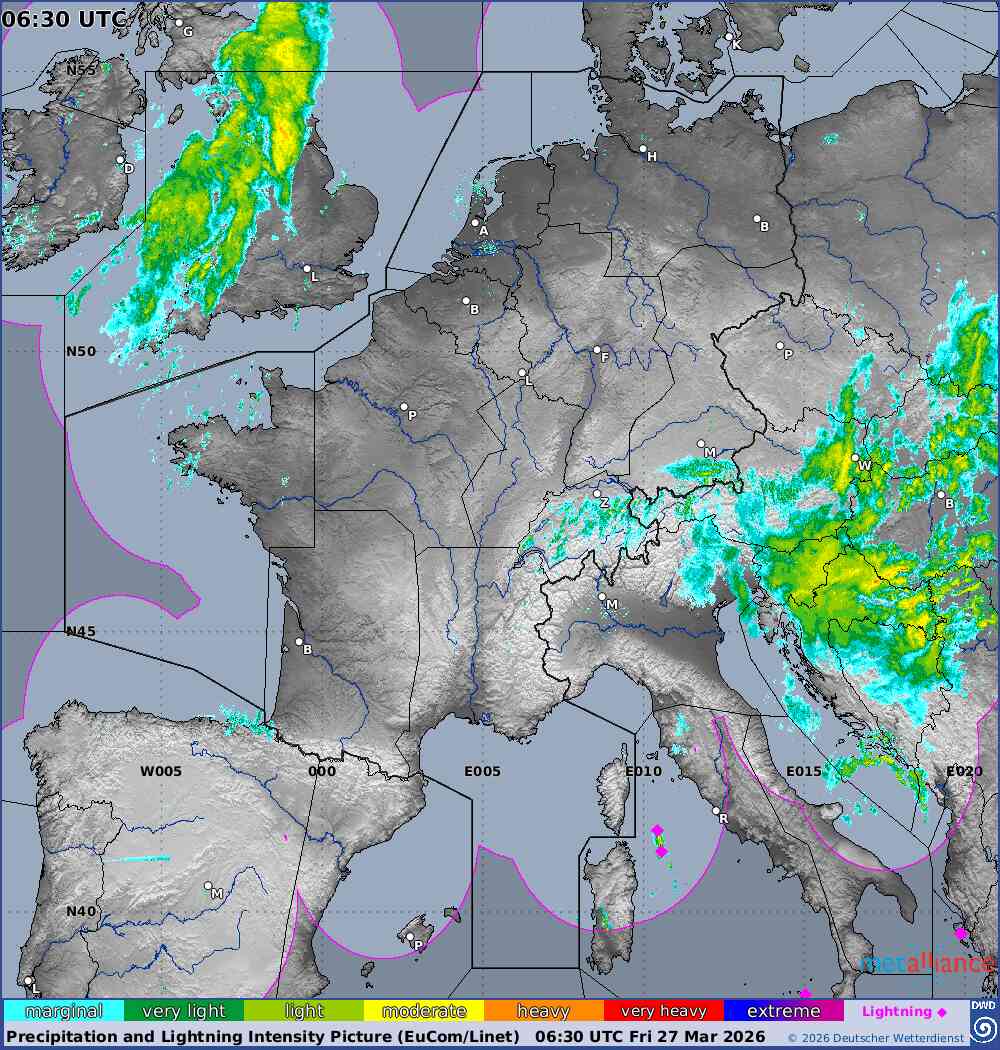 06:30 UTC
G
K
N55
H
D
A
B
B
L
B
N50
F
P
L
P
M
W
Z
B
M
N45
B
W005
000
E005
E010
E015
E020
R
M
N40
P
L
metalliance
marginal very light light moderate heavy very heavy extreme Lightning
DWD
Precipitation and Lightning Intensity Picture (EuCom/Linet) 06:30 UTC Fri 27 Mar 2026 © 2026 Deutscher Wetterdienst